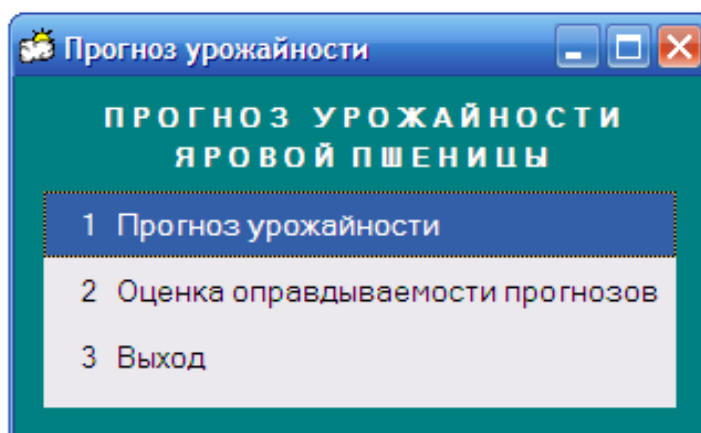 Прогноз урожайности
ПРОГНОЗ УРОЖАЙНОСТИ
ЯРОВОЙ ПШЕНИЦЫ
1 Прогноз урожайности
2 Оценка оправдываемости прогнозов
3 Выход